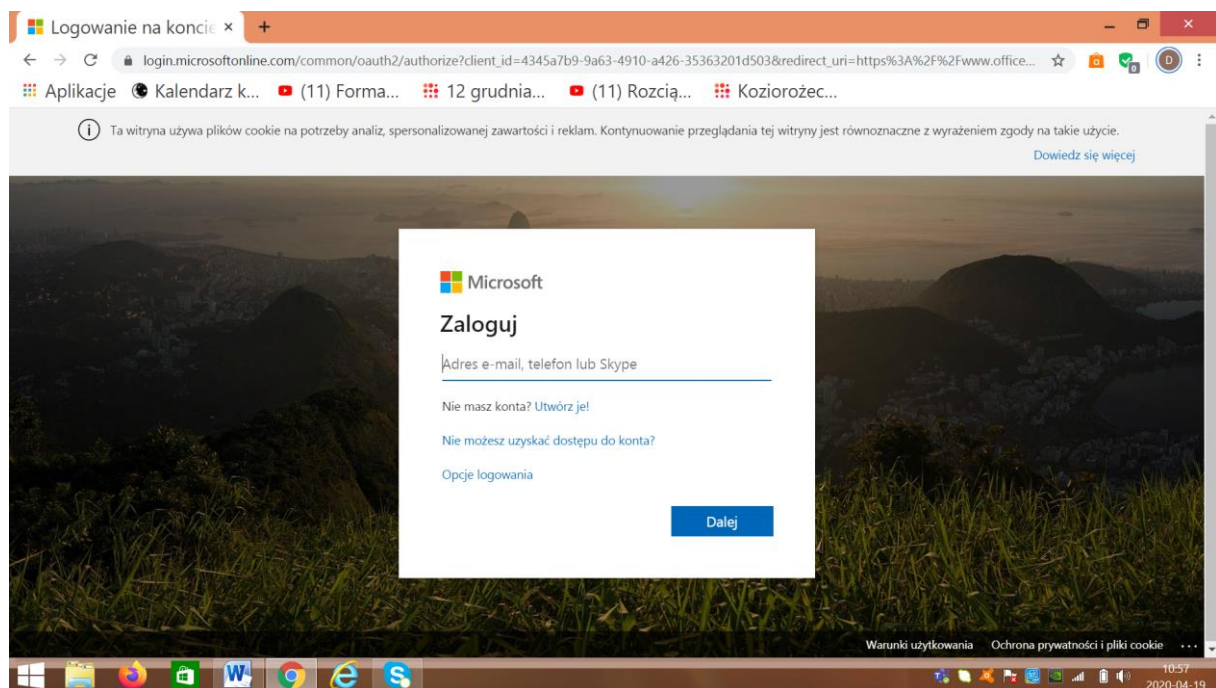 Logowanie na koncie
login.microsoftonline.com/common/oauth2/authorize?client_id=4345a7b9-9a63-4910-a426-35363201d503&redirect_uri=https%3A%2F%2Fwww.office...
Aplikacje Kalendarz k... (11) Forma... 12 grudnia... (11) Rozcią... Koziorożec...
Ta witryna używa plików cookie na potrzeby analiz, spersonalizowanej zawartości i reklam. Kontynuowanie przeglądania tej witryny jest równoznaczne z wyrażeniem zgody na takie użycie.
Dowiedz się więcej
Microsoft
Zaloguj
Adres e-mail, telefon lub Skype
Nie masz konta? Utwórz je!
Nie możesz uzyskać dostępu do konta?
Opcje logowania
Dalej
Warunki użytkowania Ochrona prywatności i pliki cookie ...
10:57
2020-04-19